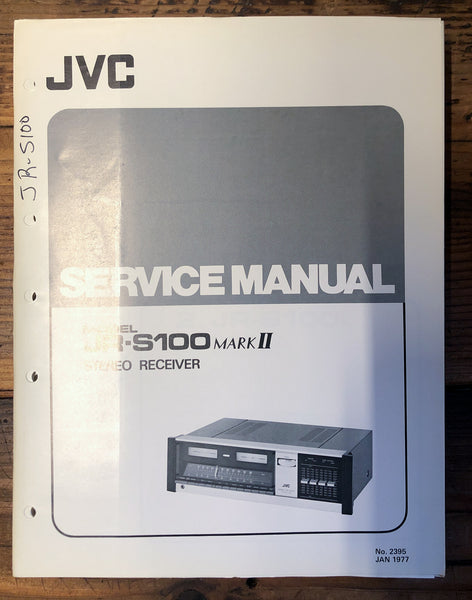 JVC
JR-S100
SERVICE MANUAL
MODEL
JR-S100 MARK II
STEREO RECEIVER
JVC
No. 2395
JAN 1977